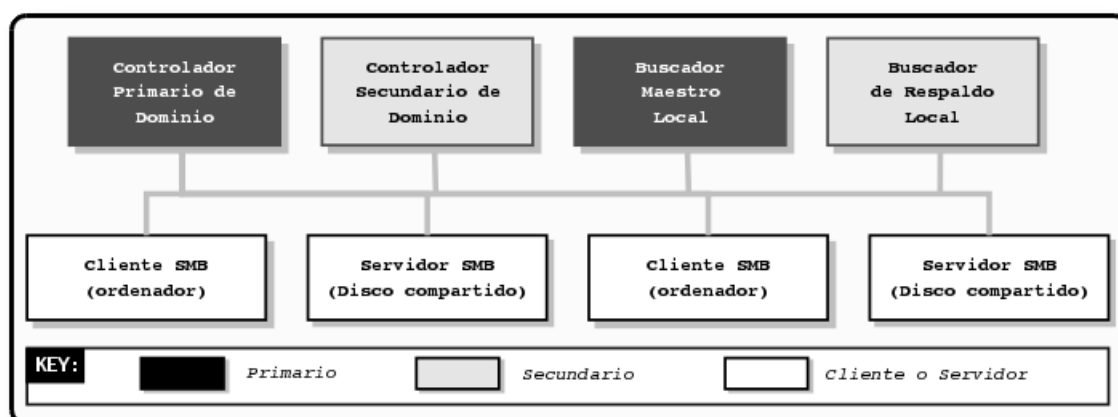 Controlador
Primario de
Dominio
Controlador
Secundario de
Dominio
Buscador
Maestro
Local
Buscador
de Respaldo
Local
Cliente SMB
(ordenador)
Servidor SMB
(Disco compartido)
Cliente SMB
(ordenador)
Servidor SMB
(Disco compartido)
KEY:
Primario
Secundario
Cliente o Servidor